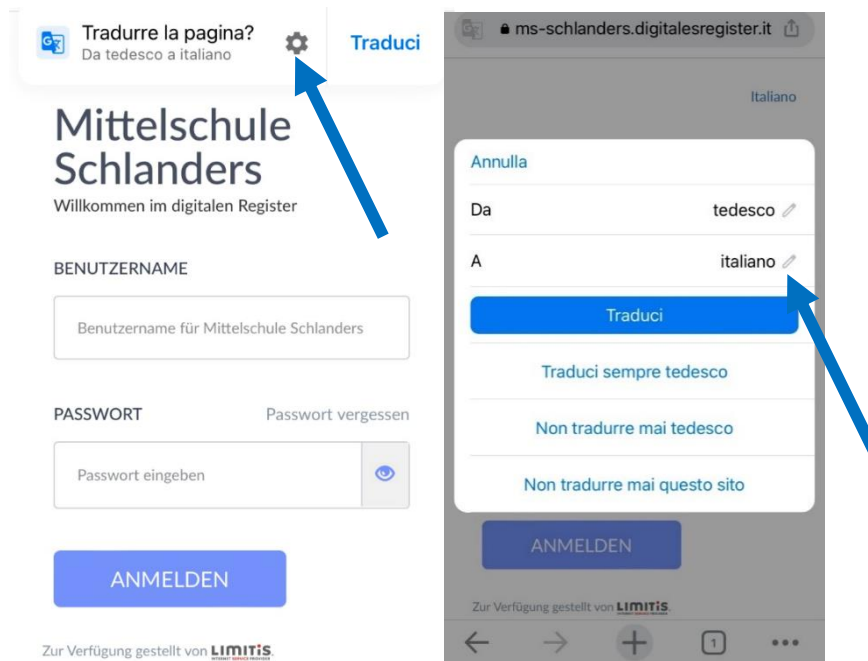 Tradurre la pagina?
Da tedesco a italiano
Traduci
Mittelschule
Schlanders
Willkommen im digitalen Register
BENUTZERNAME
Benutzername für Mittelschule Schlanders
PASSWORT Passwort vergessen
Passwort eingeben
ANMELDEN
Zur Verfügung gestellt von LIMITIS
INTERNET SERVICE PROVIDER
ms-schlanders.digitalesregister.it
Italiano
Annulla
Da tedesco
A italiano
Traduci
Traduci sempre tedesco
Non tradurre mai tedesco
Non tradurre mai questo sito
ANMELDEN
Zur Verfügung gestellt von LIMITIS
1